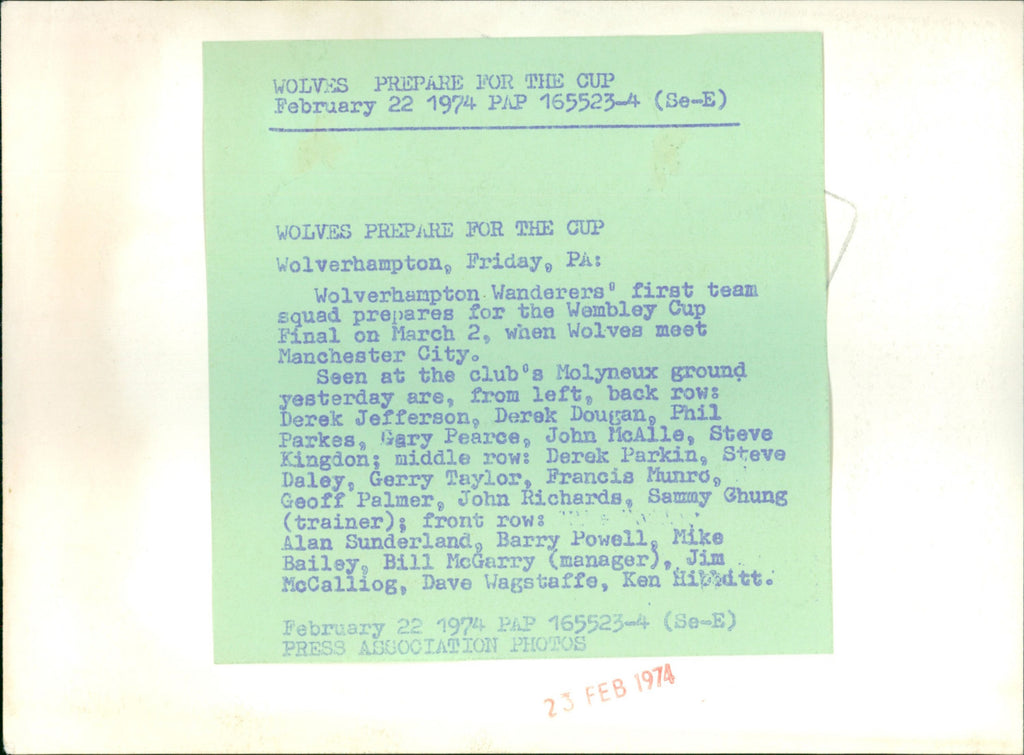 WOLVES PREPARE FOR THE CUP
February 22 1974 PAP 165523-4 (Se-E)
WOLVES PREPARE FOR THE CUP
Wolverhampton, Friday, PA:
Wolverhampton Wanderers' first team
squad prepares for the Wembley Cup
Final on March 2, when Wolves meet
Manchester City.
Seen at the club's Molyneux ground
yesterday are, from left, back row:
Derek Jefferson, Derek Dougan, Phil
Parkes, Gary Pearce, John McAlle, Steve
Kingdon; middle row: Derek Parkin, Steve
Daley, Gerry Taylor, Francis Munro,
Geoff Palmer, John Richards, Sammy Chung
(trainer); front row:
Alan Sunderland, Barry Powell, Mike
Bailey, Bill McGarry (manager), Jim
McCalliog, Dave Wagstaffe, Ken Hibbitt.
February 22 1974 PAP 165523-4 (Se-E)
PRESS ASSOCIATION PHOTOS
23 FEB 1974